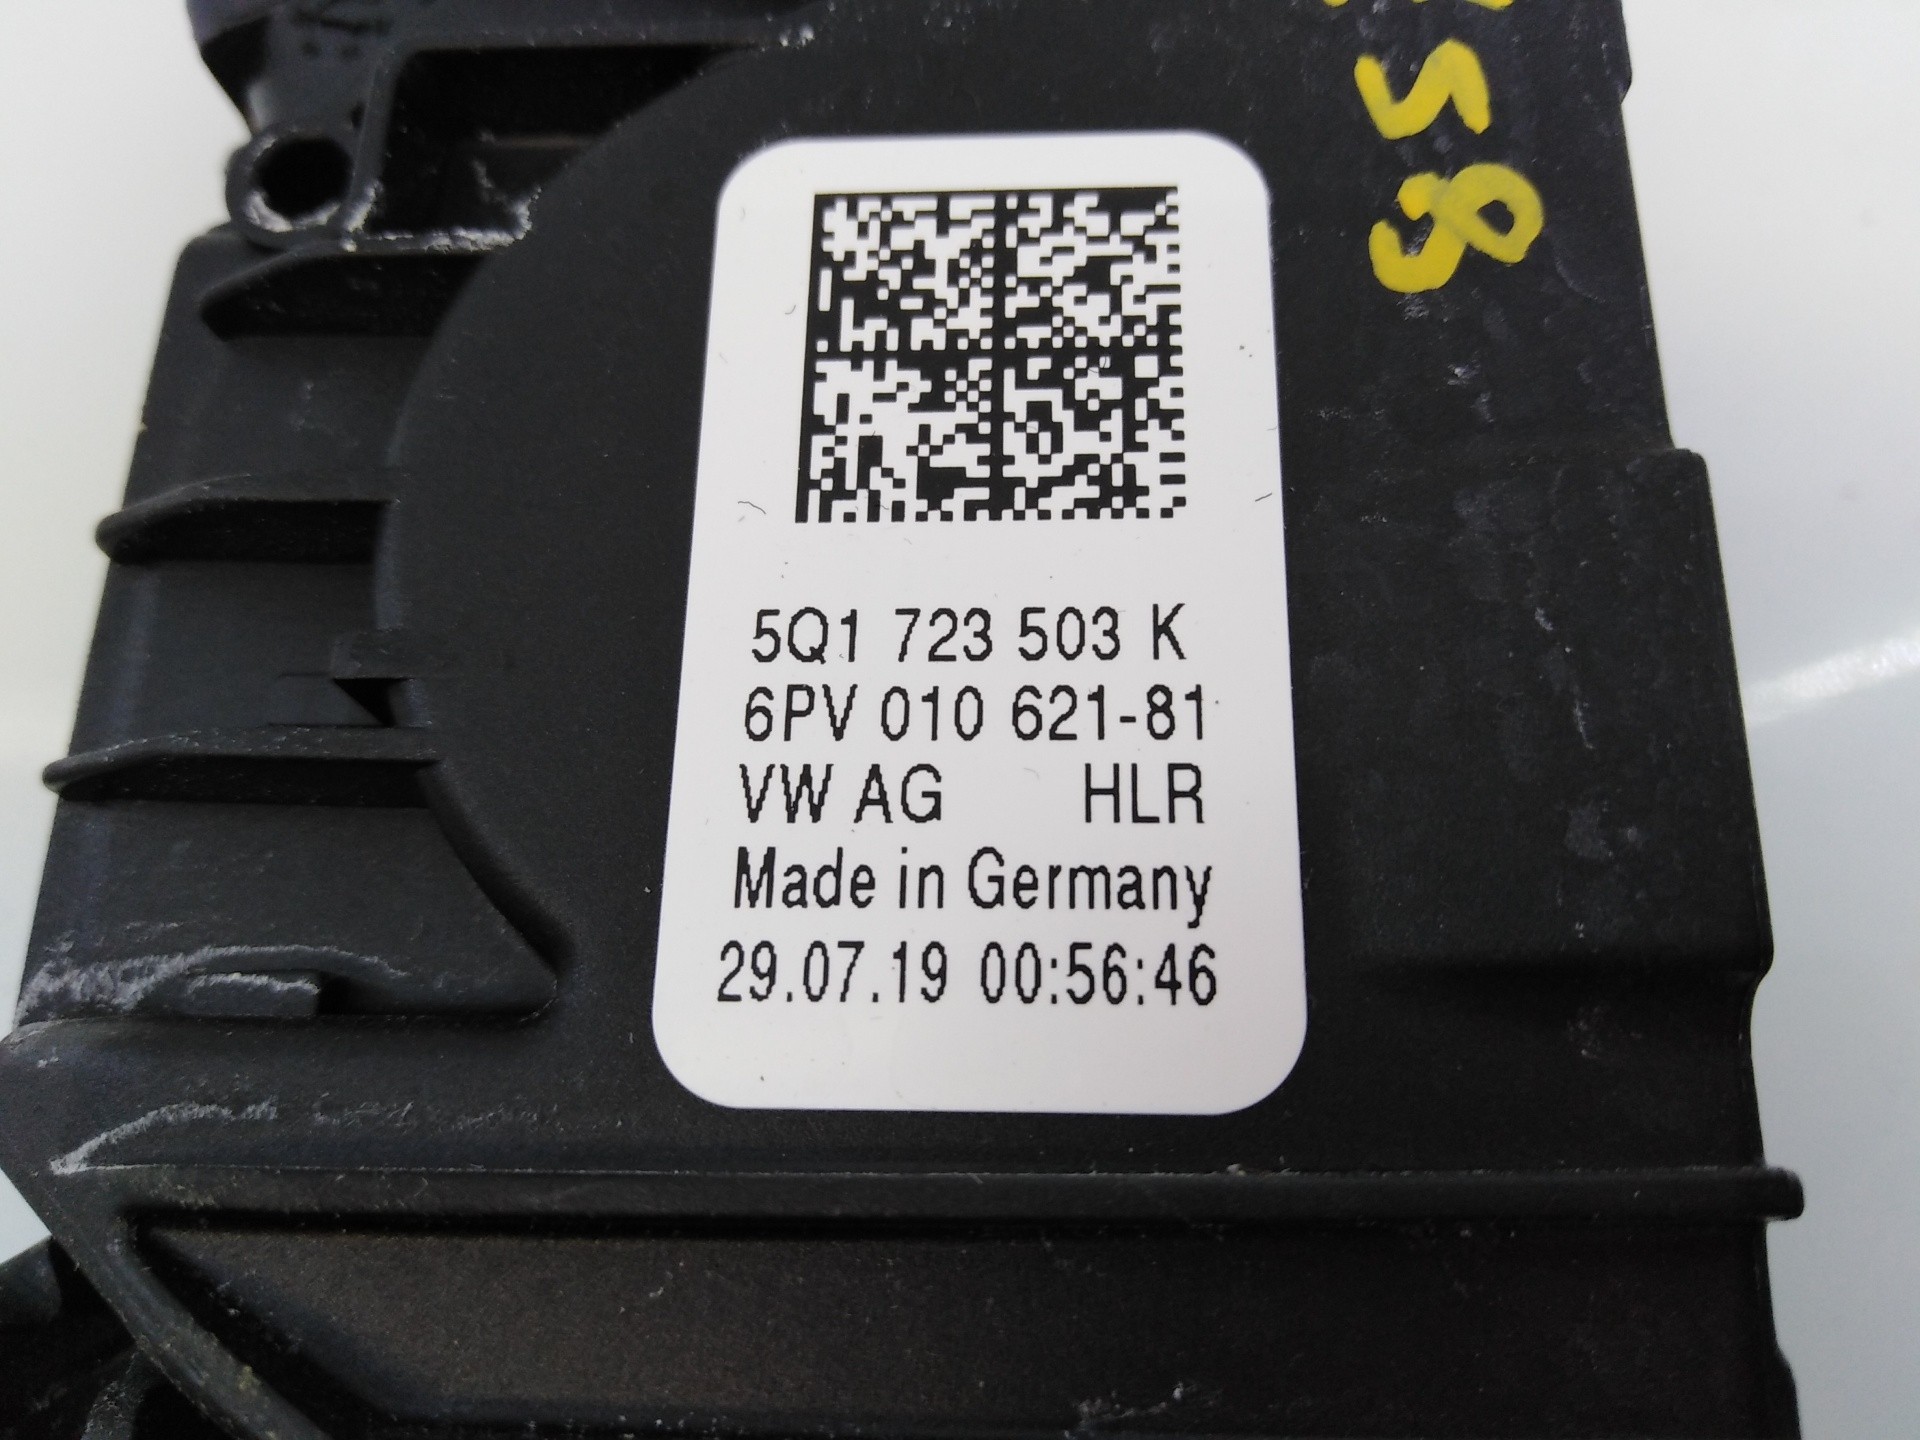 58
5Q1 723 503 K
6PV 010 621-81
VW AG HLR
Made in Germany
29.07.19 00:56:46